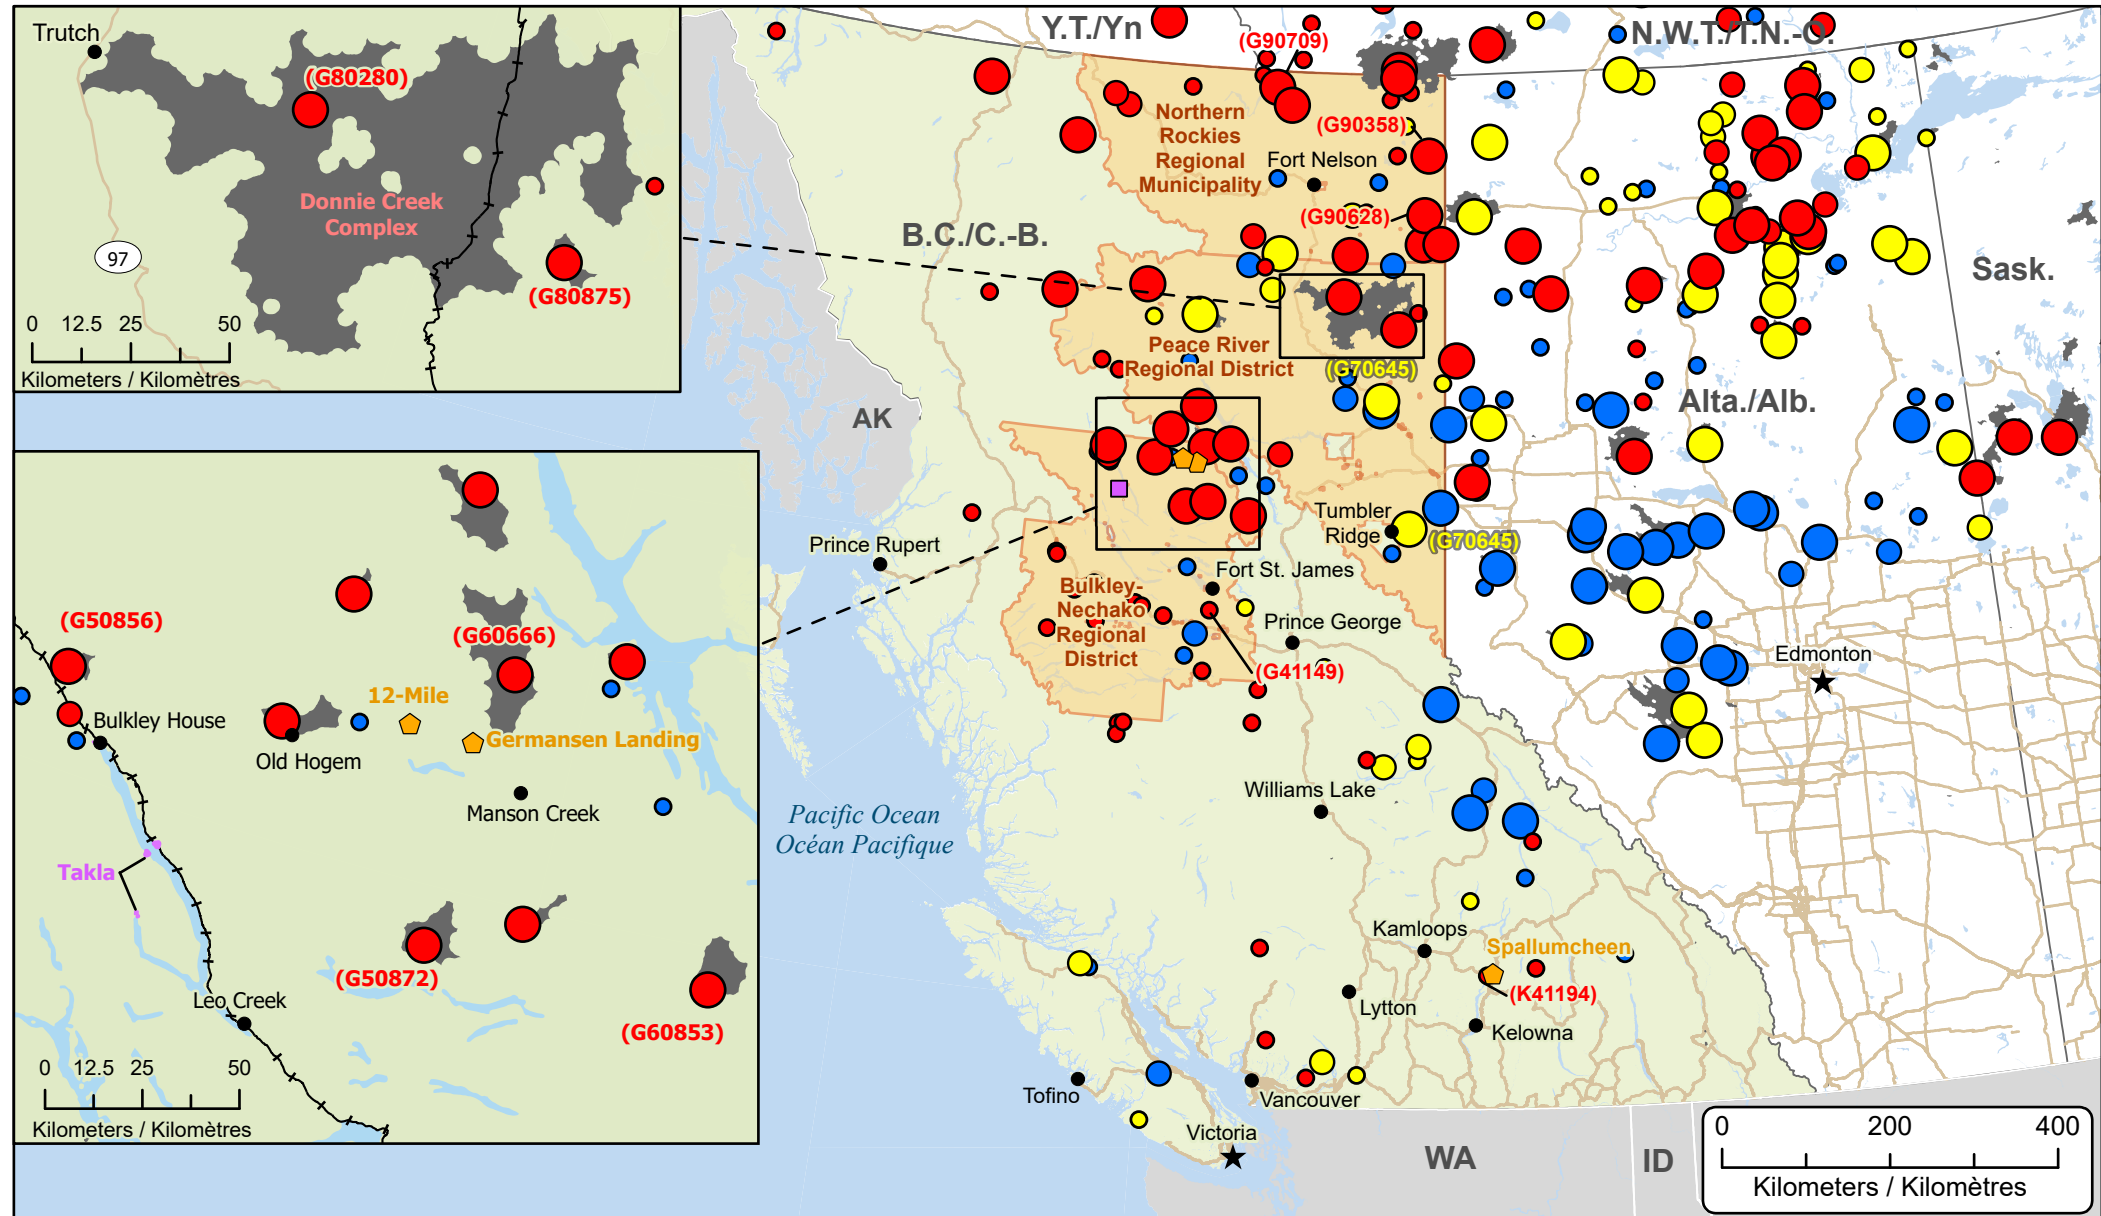 Trutch
(G80280)
Donnie Creek
Complex
97
(G80875)
0 12.5 25 50
Kilometers / Kilomètres
(G50856)
(G60666)
12-Mile
Bulkley House
Germansen Landing
Old Hogem
Manson Creek
Takla
(G50872)
Leo Creek
(G60853)
0 12.5 25 50
Kilometers / Kilomètres
Y.T./Yn
(G90709)
N.W.T./T.N.-O.
Northern
Rockies
Regional
Municipality
(G90358)
Fort Nelson
(G90628)
B.C./C.-B.
Sask.
Peace River
Regional District
(G70645)
AK
Alta./Alb.
Tumbler
Ridge
(G70645)
Prince Rupert
Fort St. James
Bulkley-
Nechako
Regional
District
Prince George
Edmonton
(G41149)
Williams Lake
Pacific Ocean
Océan Pacifique
Kamloops
Spallumcheen
(K41194)
Lytton
Kelowna
Tofino
Vancouver
Victoria
WA
ID
0 200 400
Kilometers / Kilomètres